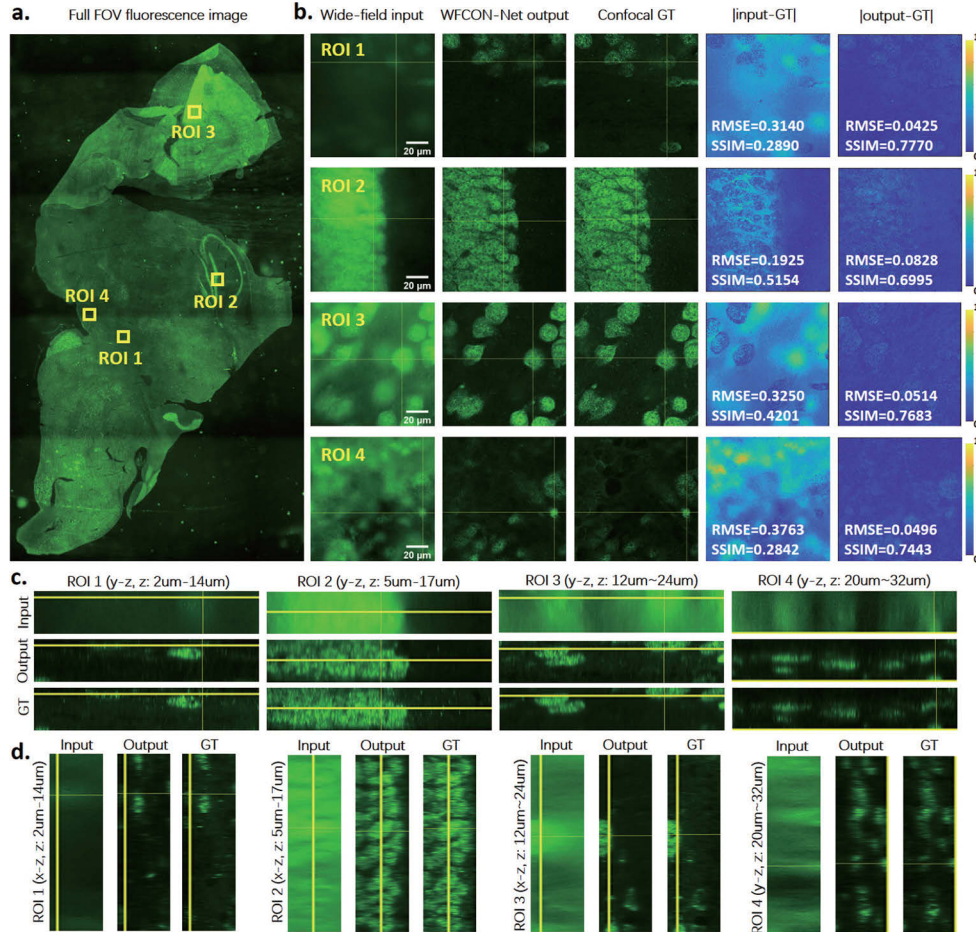 a. Full FOV fluorescence image
ROI 3
ROI 4
ROI 2
ROI 1
b. Wide-field input WFCON-Net output Confocal GT |input-GT| |output-GT|
ROI 1
20 μm
RMSE=0.3140
SSIM=0.2890
RMSE=0.0425
SSIM=0.7770
ROI 2
20 μm
RMSE=0.1925
SSIM=0.5154
RMSE=0.0828
SSIM=0.6995
ROI 3
20 μm
RMSE=0.3250
SSIM=0.4201
RMSE=0.0514
SSIM=0.7683
ROI 4
20 μm
RMSE=0.3763
SSIM=0.2842
RMSE=0.0496
SSIM=0.7443
c. ROI 1 (y-z, z: 2um-14um) ROI 2 (y-z, z: 5um-17um) ROI 3 (y-z, z: 12um~24um) ROI 4 (y-z, z: 20um~32um)
Input
Output
GT
d. Input Output GT Input Output GT Input Output GT Input Output GT
ROI 1 (x-z, z: 2um-14um)
ROI 2 (x-z, z: 5um-17um)
ROI 3 (x-z, z: 12um~24um)
ROI 4 (y-z, z: 20um~32um)